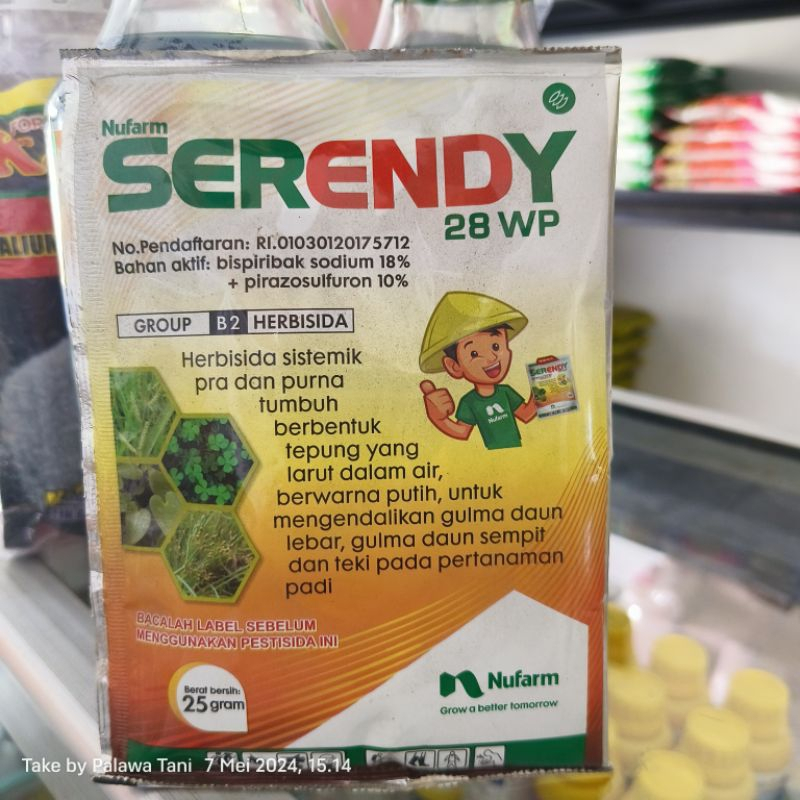 Nufarm
SERENDY
28 WP
No.Pendaftaran: RI.01030120175712
Bahan aktif: bispiribak sodium 18%
+ pirazosulfuron 10%
GROUP B2 HERBISIDA
Herbisida sistemik
pra dan purna
tumbuh
berbentuk
tepung yang
larut dalam air,
berwarna putih, untuk
mengendalikan gulma daun
lebar, gulma daun sempit
dan teki pada pertanaman
padi
SERENDY
Nufarm
BACALAH LABEL SEBELUM
MENGGUNAKAN PESTISIDA INI
Berat bersih:
25 gram
Nufarm
Grow a better tomorrow
Take by Palawa Tani 7 Mei 2024, 15.14